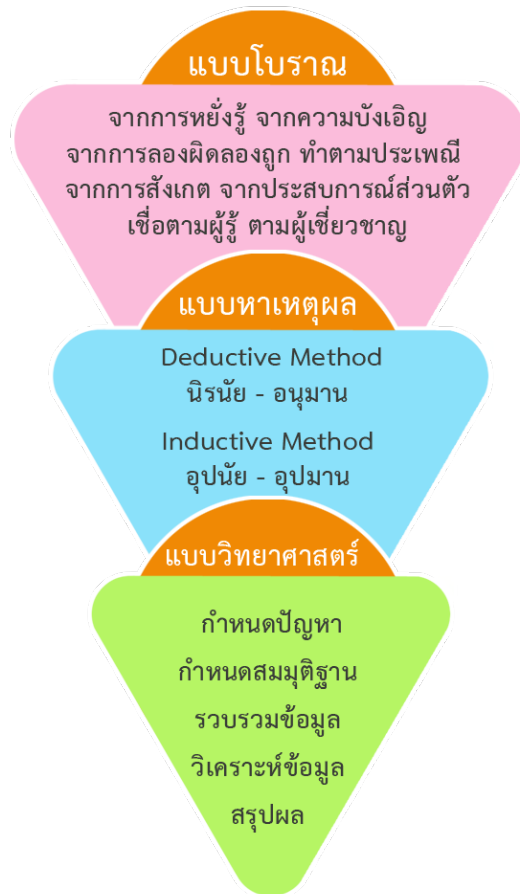 แบบโบราณ
จากการหยั่งรู้ จากความบังเอิญ
จากการลองผิดลองถูก ทำตามประเพณี
จากการสังเกต จากประสบการณ์ส่วนตัว
เชื่อตามผู้รู้ ตามผู้เชี่ยวชาญ
แบบหาเหตุผล
Deductive Method
นิรนัย - อนุมาน
Inductive Method
อุปนัย - อุปมาน
แบบวิทยาศาสตร์
กำหนดปัญหา
กำหนดสมมุติฐาน
รวบรวมข้อมูล
วิเคราะห์ข้อมูล
สรุปผล